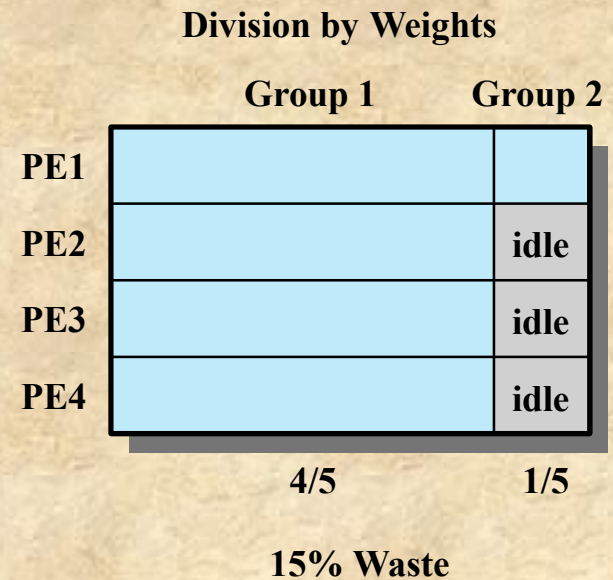 Division by Weights
Group 1 Group 2
PE1
PE2 idle
PE3 idle
PE4 idle
4/5 1/5
15% Waste